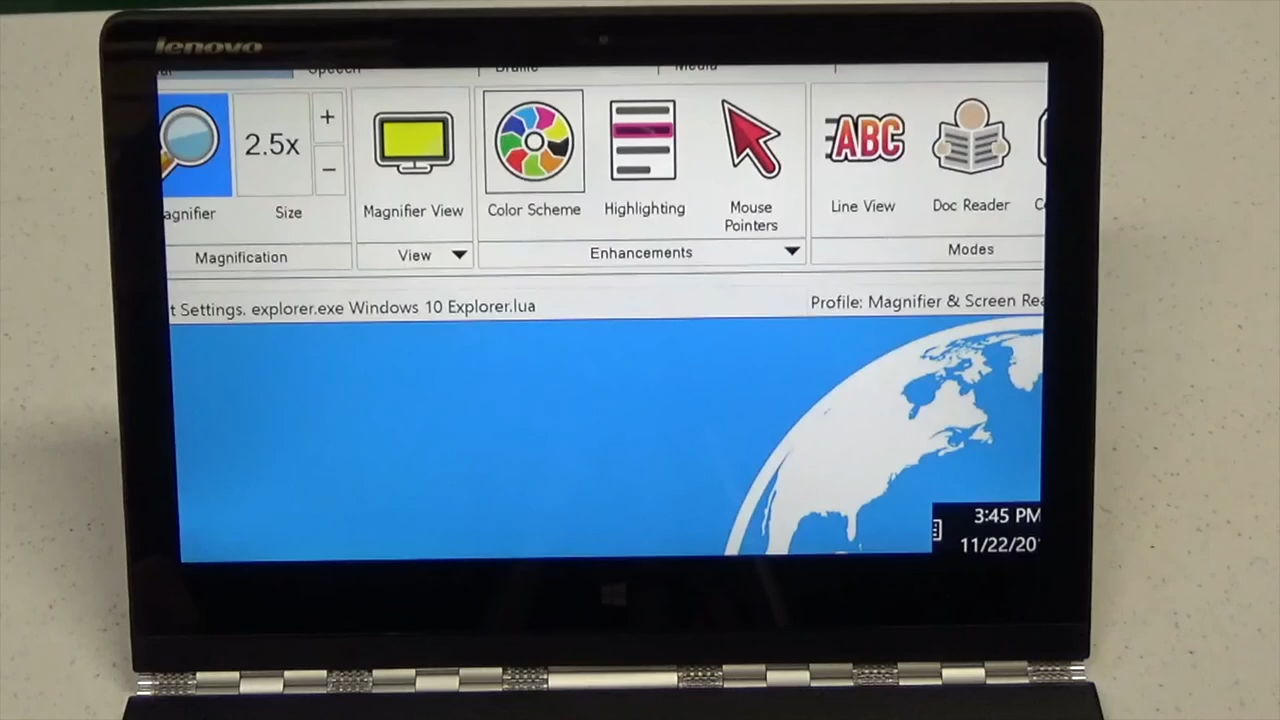 lenovo
Speech Braille Media
2.5x + −
ABC
agnifier Size Magnifier View Color Scheme Highlighting Mouse Pointers Line View Doc Reader
Magnification View Enhancements Modes
t Settings. explorer.exe Windows 10 Explorer.lua Profile: Magnifier & Screen Rea
3:45 PM
11/22/20